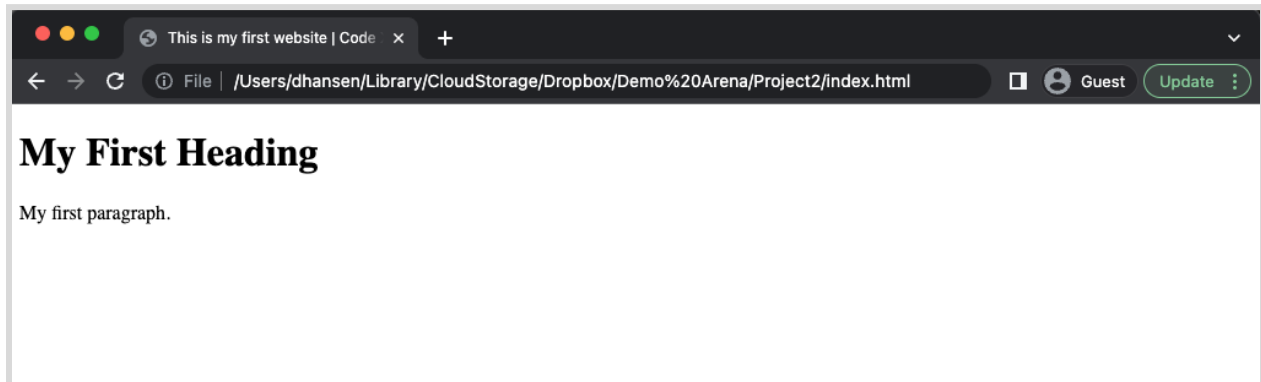 This is my first website | Code
File | /Users/dhansen/Library/CloudStorage/Dropbox/Demo%20Arena/Project2/index.html
Guest
Update
My First Heading
My first paragraph.